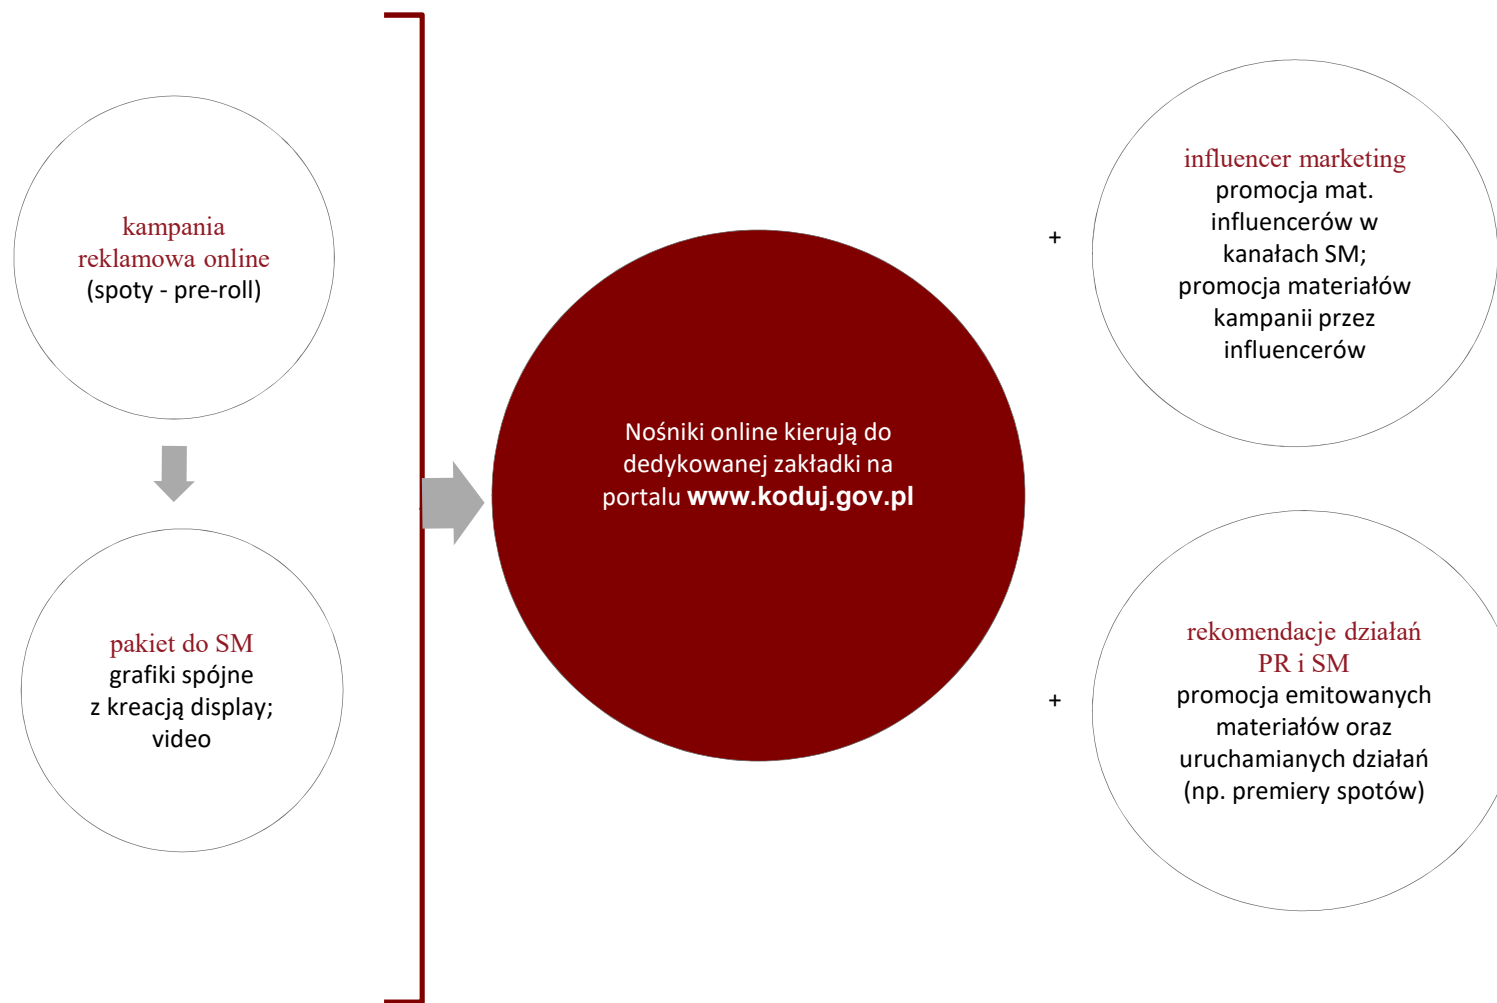 kampania
reklamowa online
(spoty - pre-roll)
pakiet do SM
grafiki spójne
z kreacją display;
video
Nośniki online kierują do
dedykowanej zakładki na
portalu www.koduj.gov.pl
+
influencer marketing
promocja mat.
influencerów w
kanałach SM;
promocja materiałów
kampanii przez
influencerów
+
rekomendacje działań
PR i SM
promocja emitowanych
materiałów oraz
uruchamianych działań
(np. premiery spotów)